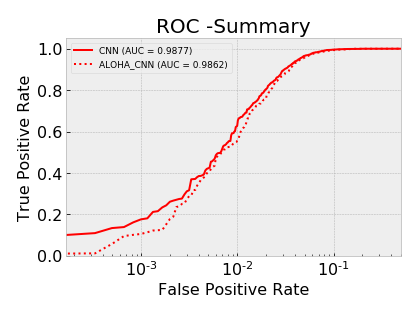 ROC -Summary
CNN (AUC = 0.9877)
ALOHA_CNN (AUC = 0.9862)
True Positive Rate
1.0
0.8
0.6
0.4
0.2
0.0
10⁻³ 10⁻² 10⁻¹
False Positive Rate